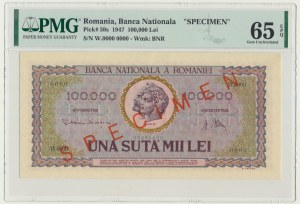 PMG
PAPER MONEY GUARANTY
Romania, Banca Nationala "SPECIMEN"
Pick# 59s 1947 100,000 Lei
S/N W.0000 0000 - Wmk: BNR
65 EPQ
Gem Uncirculated
BANCA NATIONALA A ROMANIEI
100.000
100.000
SPECIMEN
UNA SUTA MII LEI